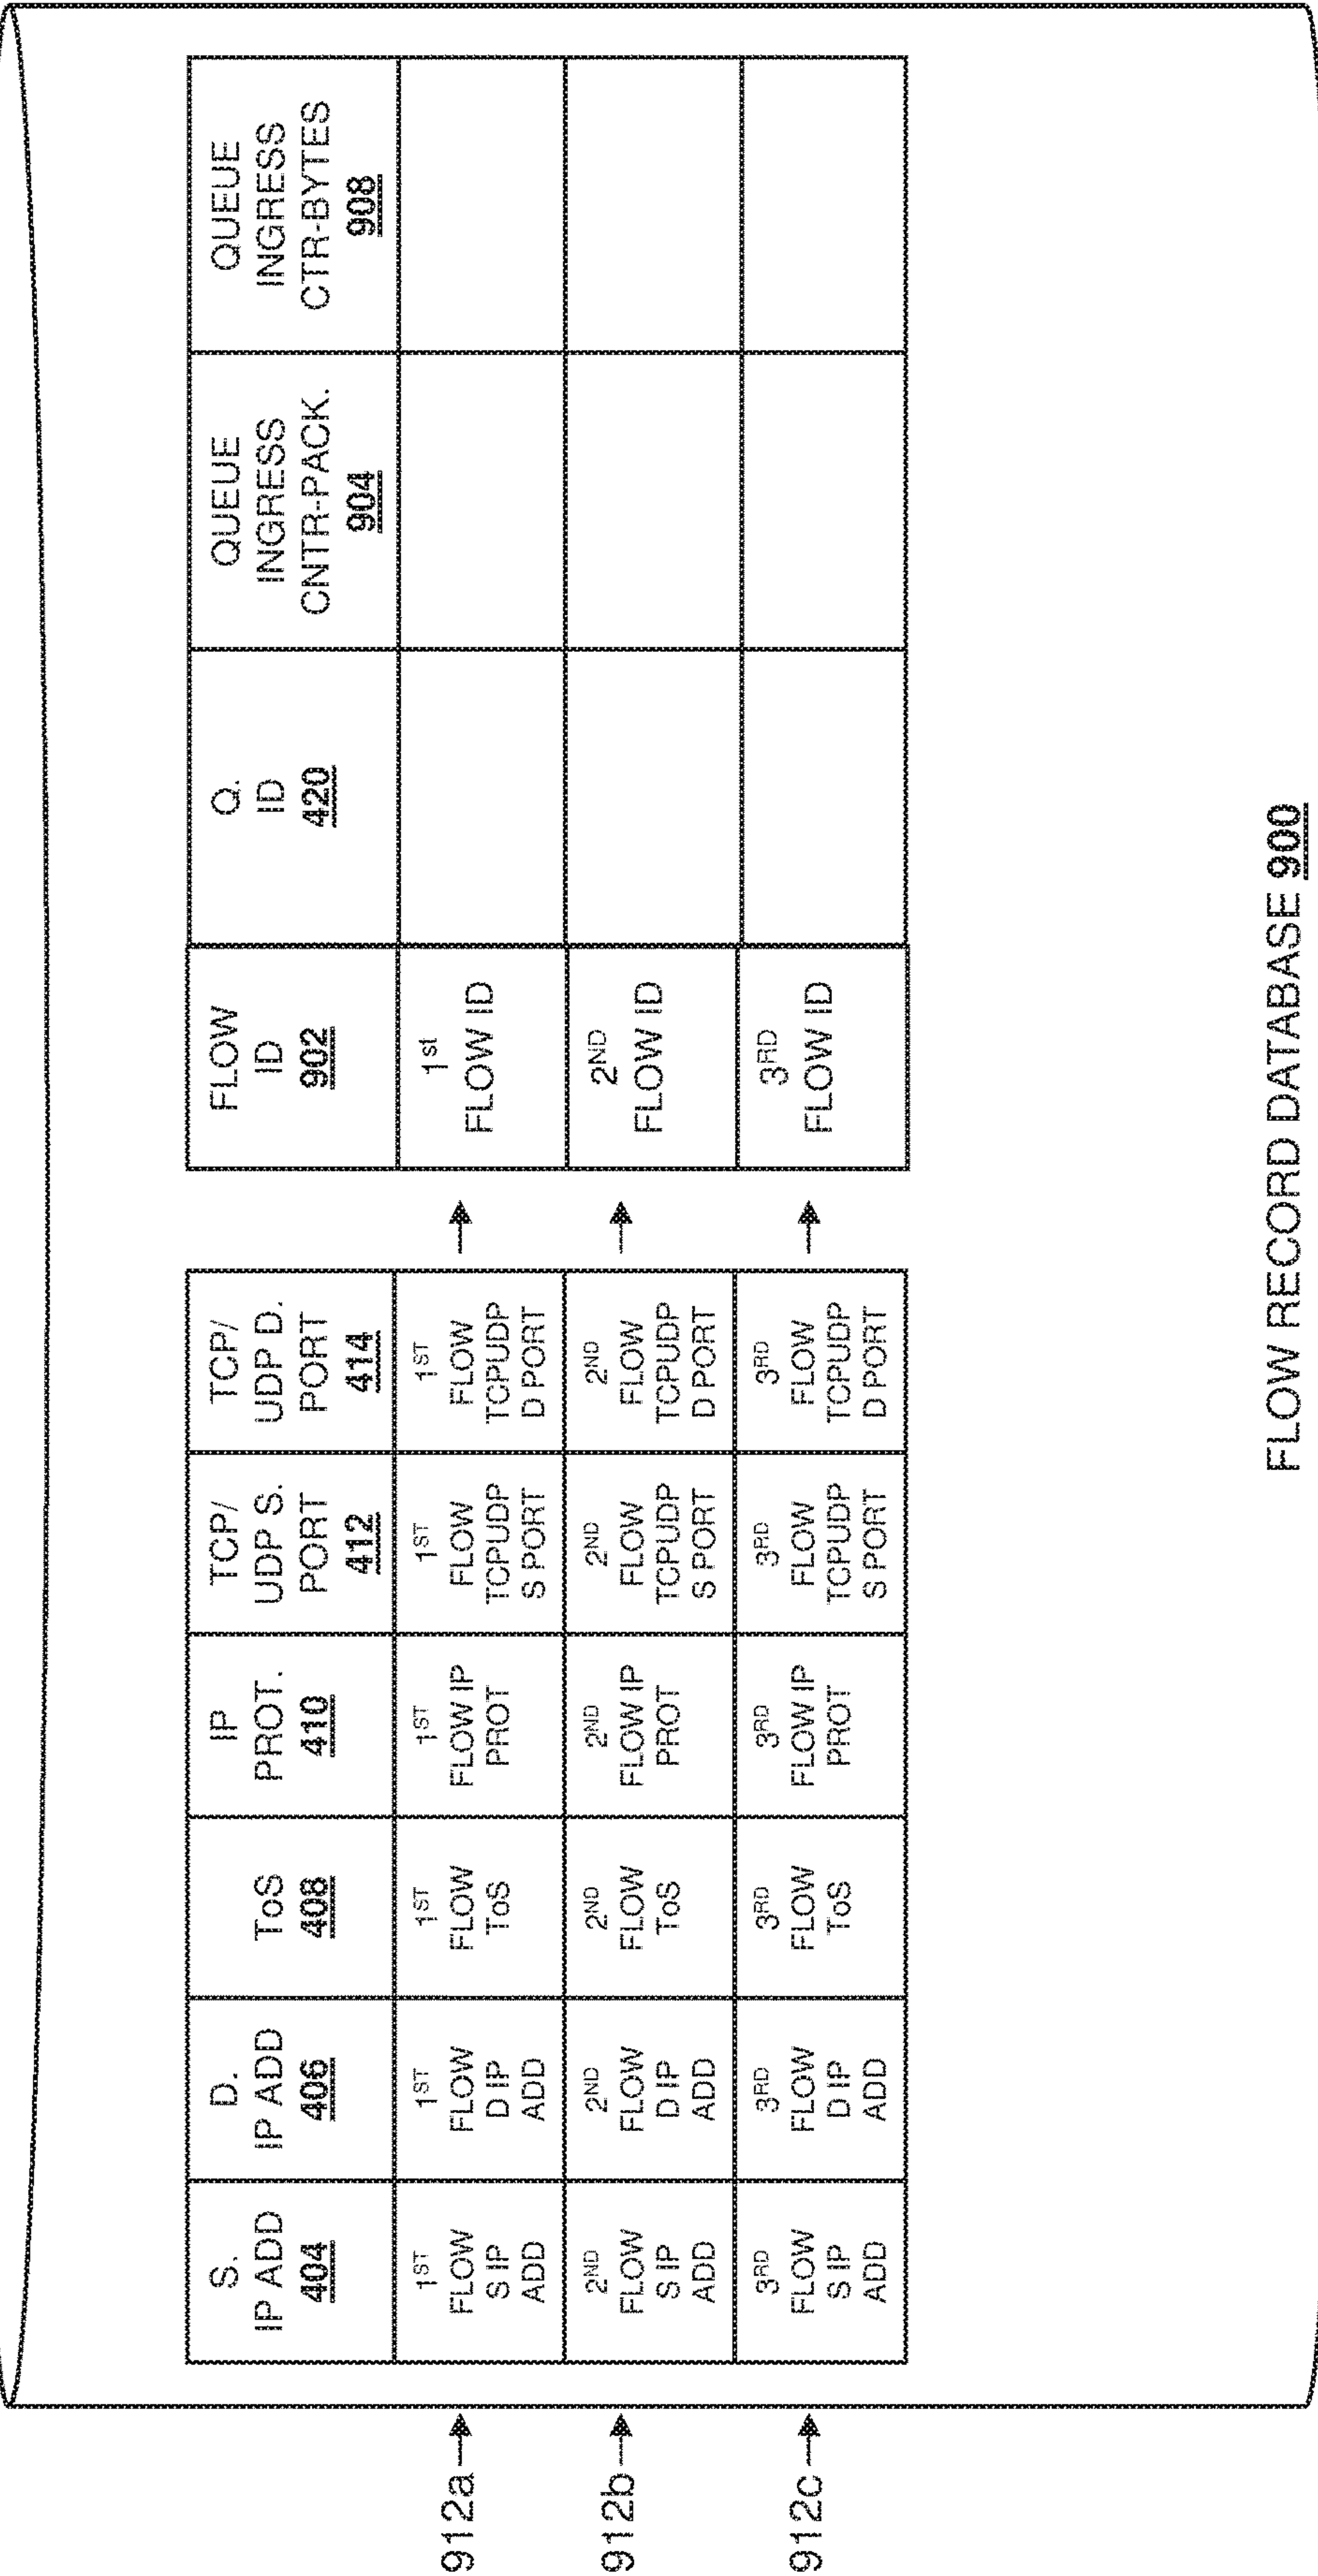 S.
IP ADD
404
D.
IP ADD
406
ToS
408
IP
PROT.
410
TCP/
UDP S.
PORT
412
TCP/
UDP D.
PORT
414
FLOW
ID
902
Q.
ID
420
QUEUE
INGRESS
CNTR-PACK.
904
QUEUE
INGRESS
CTR-BYTES
908
912a
1ST
FLOW
S IP
ADD
1ST
FLOW
D IP
ADD
1ST
FLOW
ToS
1ST
FLOW IP
PROT
1ST
FLOW
TCPUDP
S PORT
1ST
FLOW
TCPUDP
D PORT
1st
FLOW ID
912b
2ND
FLOW
S IP
ADD
2ND
FLOW
D IP
ADD
2ND
FLOW
ToS
2ND
FLOW IP
PROT
2ND
FLOW
TCPUDP
S PORT
2ND
FLOW
TCPUDP
D PORT
2ND
FLOW ID
912c
3RD
FLOW
S IP
ADD
3RD
FLOW
D IP
ADD
3RD
FLOW
ToS
3RD
FLOW IP
PROT
3RD
FLOW
TCPUDP
S PORT
3RD
FLOW
TCPUDP
D PORT
3RD
FLOW ID
FLOW RECORD DATABASE 900